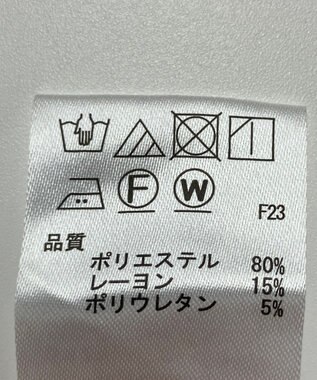 F W
F23
品質
ポリエステル 80%
レーヨン 15%
ポリウレタン 5%